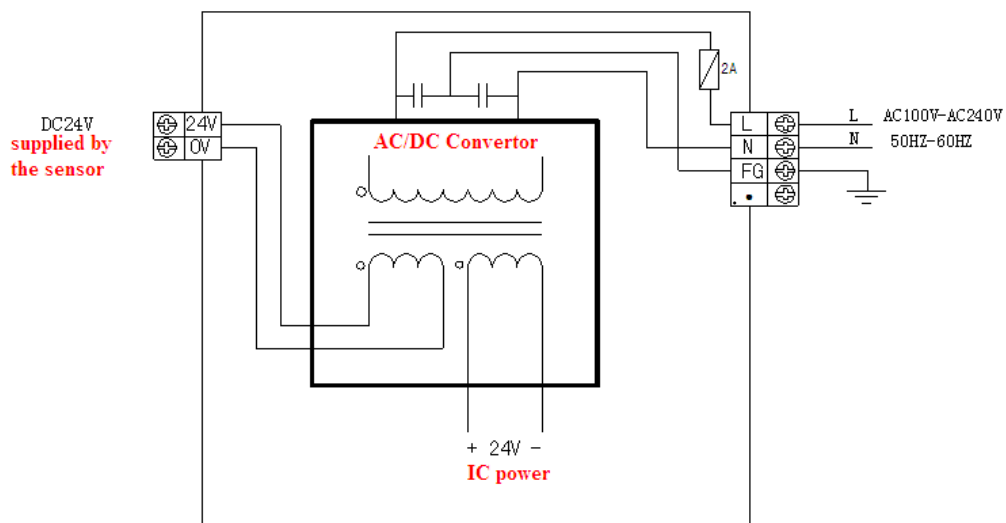 2A
DC24V
supplied by
the sensor
24V
0V
AC/DC Convertor
L
N
FG
L AC100V-AC240V
N 50HZ-60HZ
+ 24V -
IC power